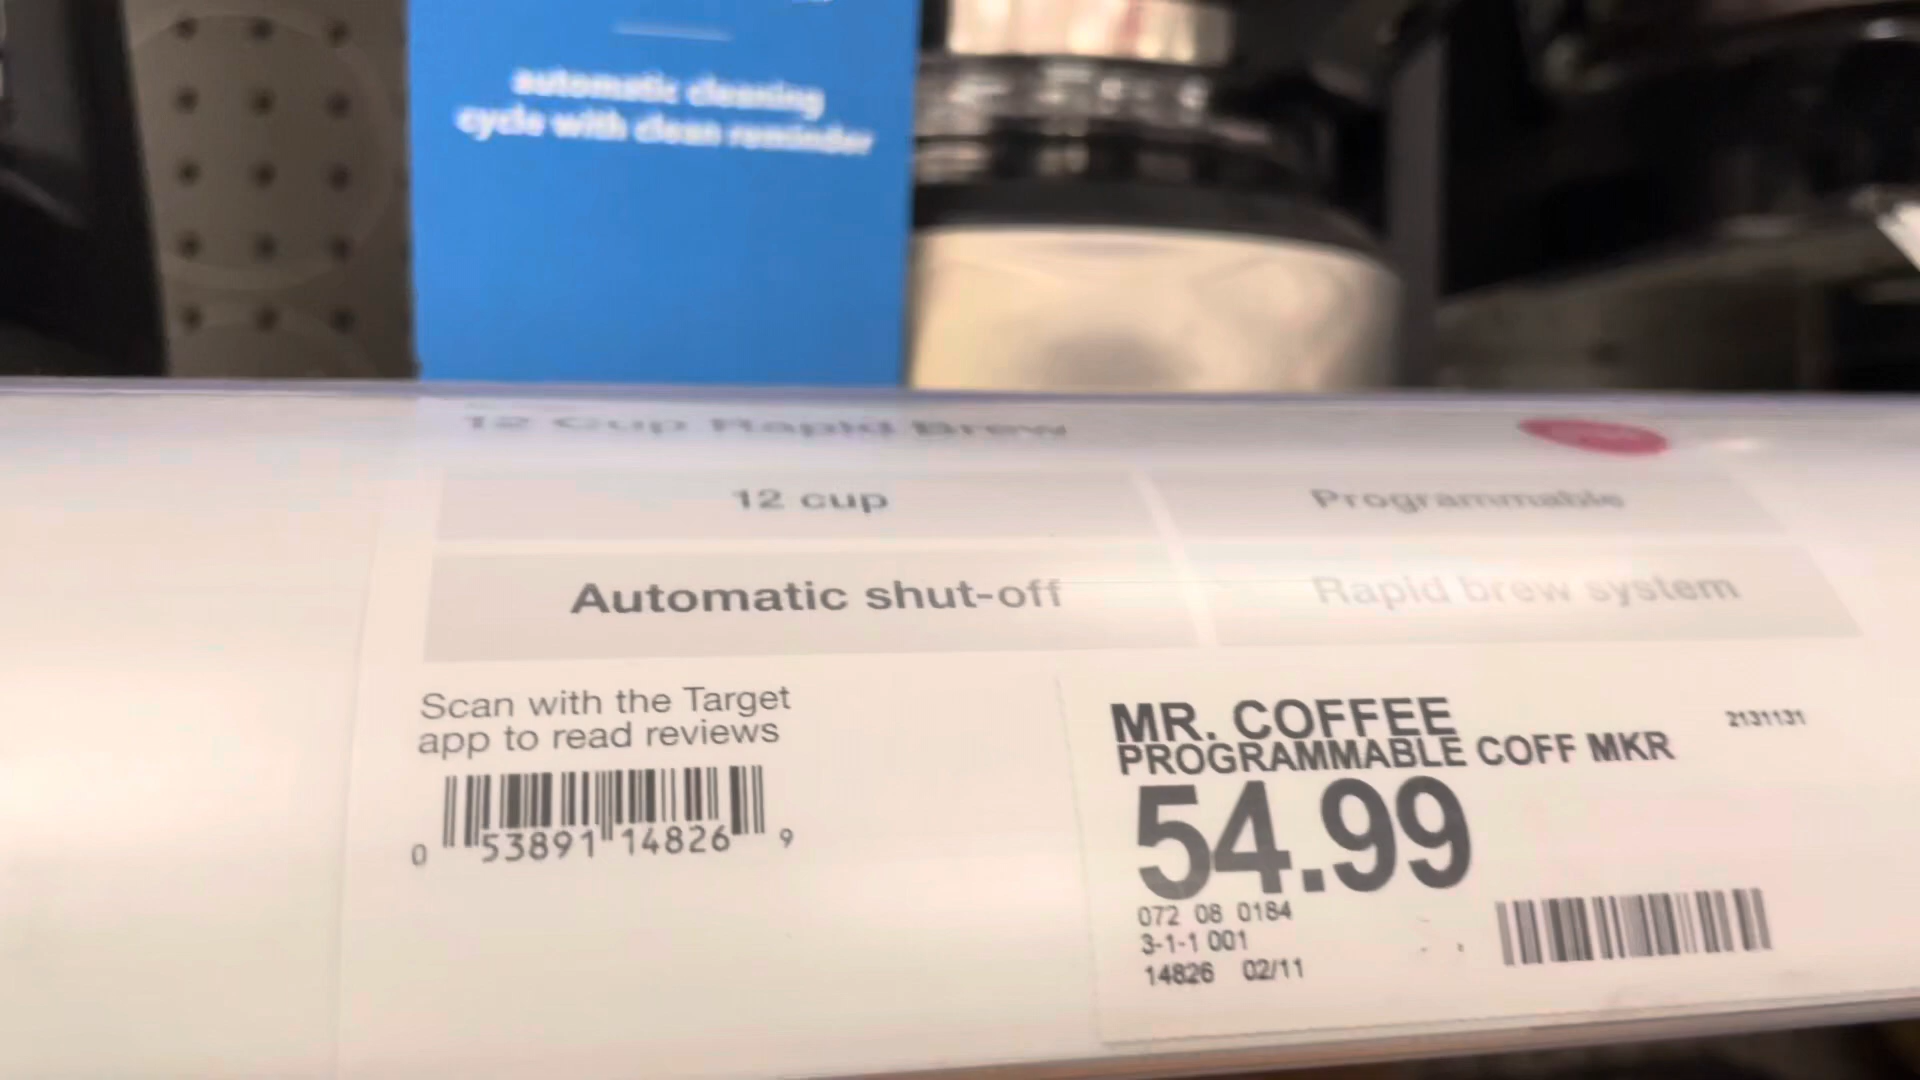 automatic cleaning
cycle with clean reminder
12 Cup Rapid Brew
12 cup
Programmable
Automatic shut-off
Rapid brew system
Scan with the Target
app to read reviews
0 53891 14826 9
MR. COFFEE
2131131
PROGRAMMABLE COFF MKR
54.99
072 08 0184
3-1-1 001
14826 02/11